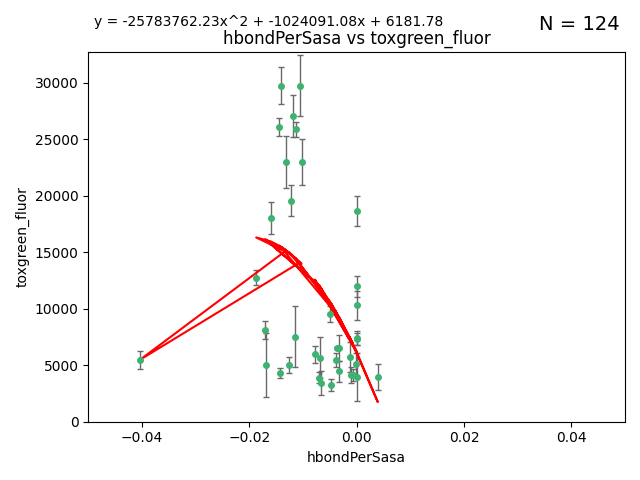 y = -25783762.23x^2 + -1024091.08x + 6181.78
N = 124
hbondPerSasa vs toxgreen_fluor
30000
25000
20000
15000
10000
5000
0
toxgreen_fluor
−0.04
−0.02
0.00
0.02
0.04
hbondPerSasa